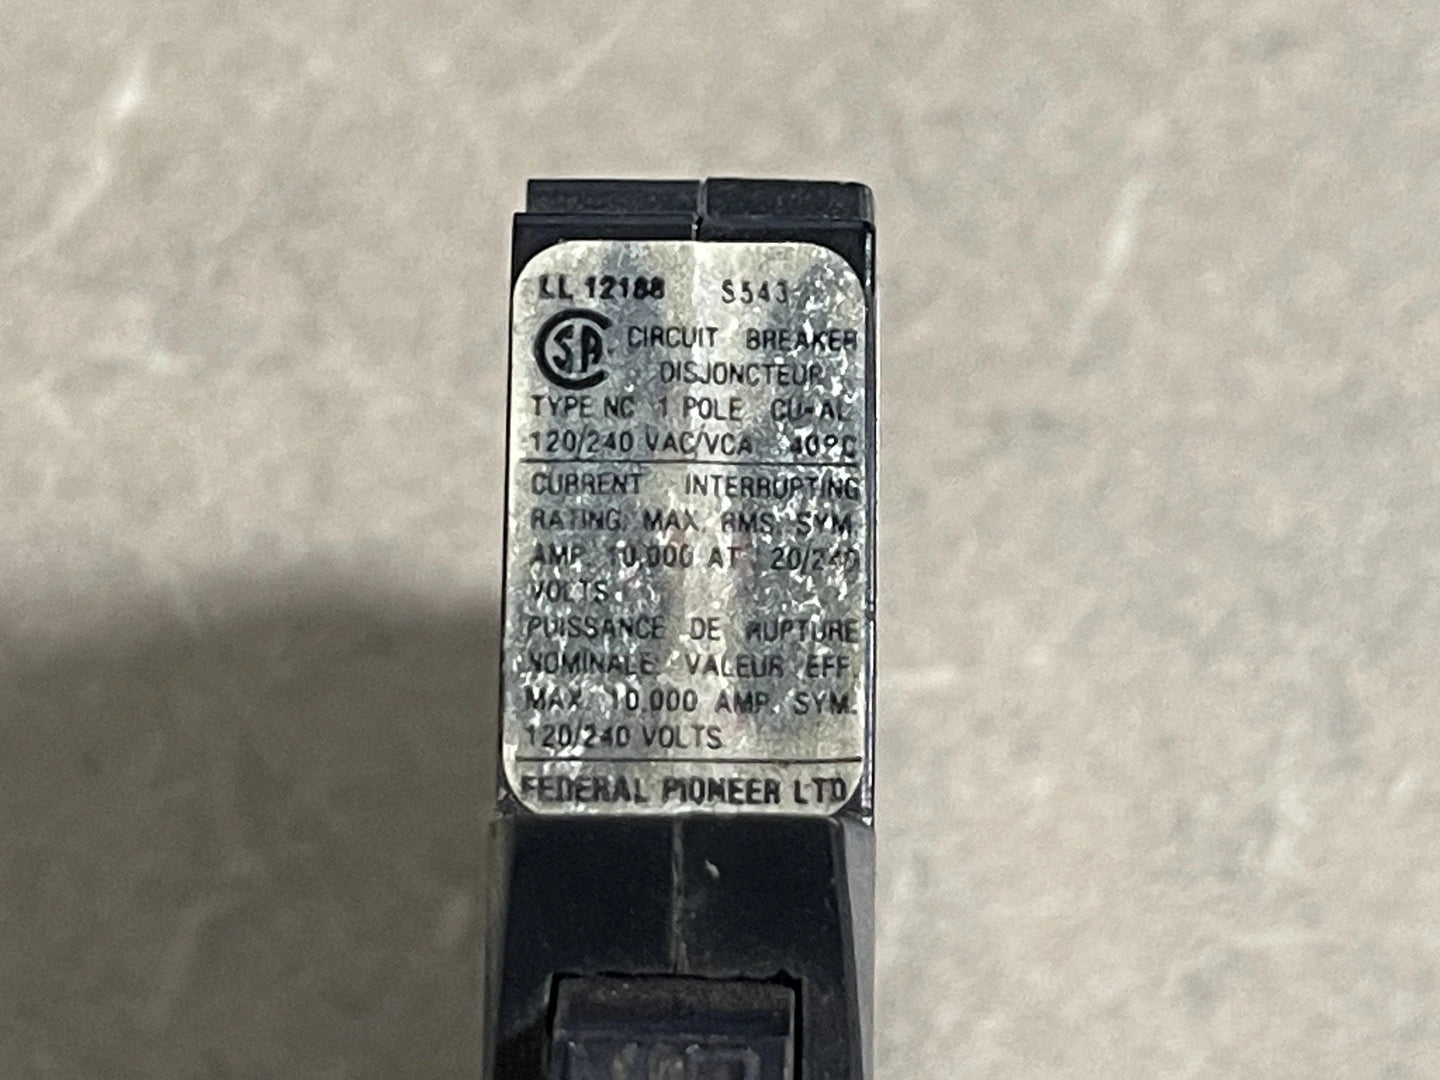 LL 12188 S543
CSA CIRCUIT BREAKER
DISJONCTEUR
TYPE NC 1 POLE CU-AL
120/240 VAC/VCA 40°C
CURRENT INTERRUPTING
RATING MAX. RMS SYM.
AMP 10,000 AT 120/240
VOLTS
PUISSANCE DE RUPTURE
NOMINALE VALEUR EFF.
MAX. 10,000 AMP. SYM.
120/240 VOLTS
FEDERAL PIONEER LTD